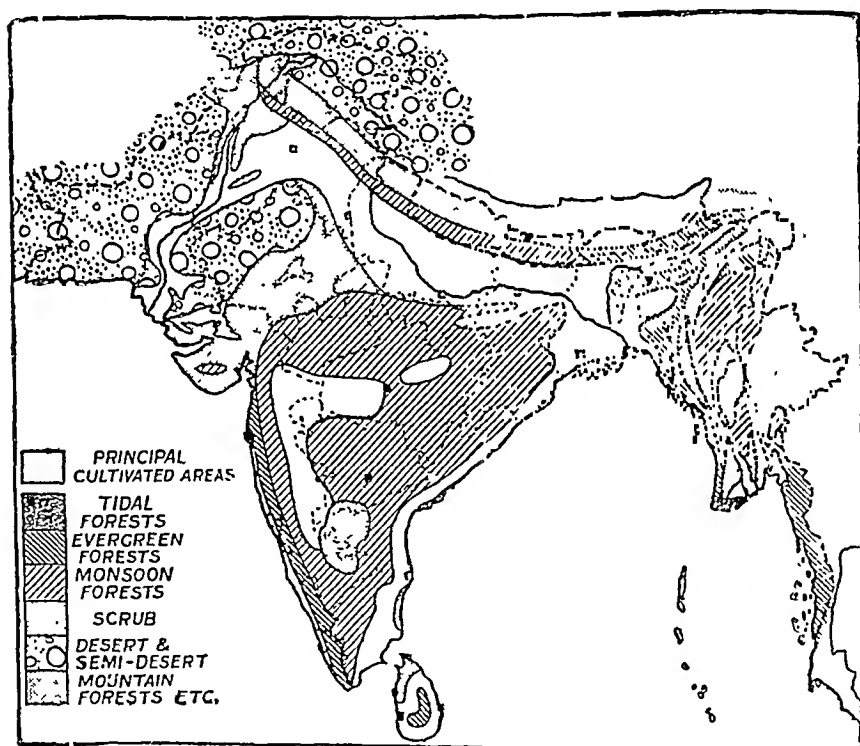 PRINCIPAL
CULTIVATED AREAS
TIDAL
FORESTS
EVERGREEN
FORESTS
MONSOON
FORESTS
SCRUB
DESERT &
SEMI-DESERT
MOUNTAIN
FORESTS ETC.